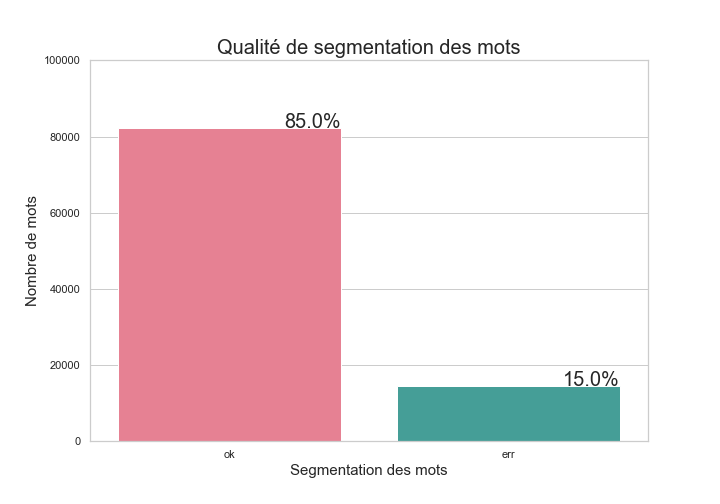 Qualité de segmentation des mots
100000
80000
60000
40000
20000
0
Nombre de mots
85.0%
15.0%
ok
err
Segmentation des mots